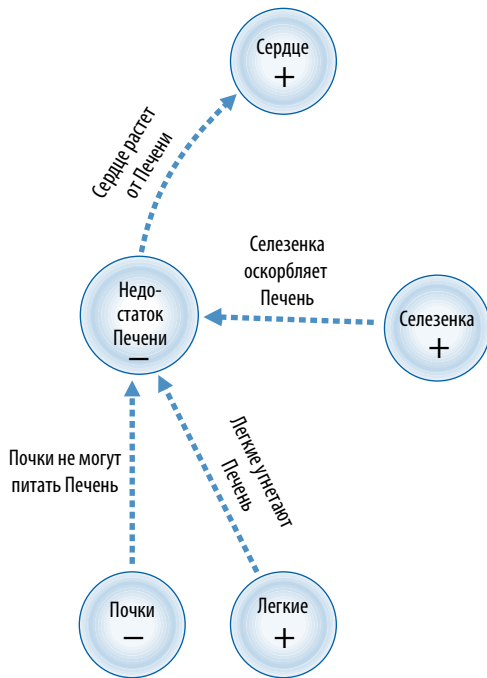 Сердце
+
Сердце растет
от Печени
Селезенка
оскорбляет
Печень
Недо-
статок
Печени
–
Селезенка
+
Почки не могут
питать Печень
Легкие угнетают
Печень
Почки
–
Легкие
+